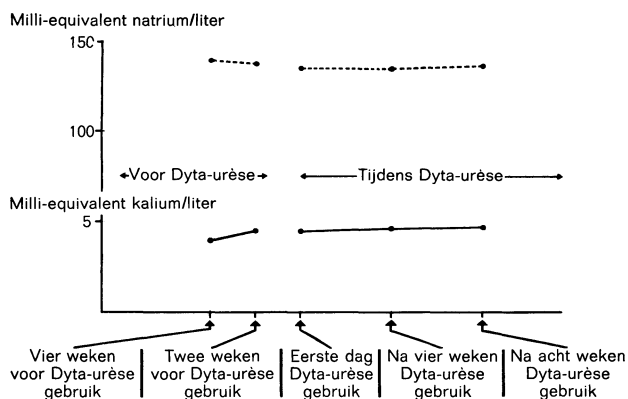 Milli-equivalent natrium/liter
150
100
Voor Dyta-urèse
Tijdens Dyta-urèse
Milli-equivalent kalium/liter
5
Vier weken
voor Dyta-urèse
gebruik
Twee weken
voor Dyta-urèse
gebruik
Eerste dag
Dyta-urèse
gebruik
Na vier weken
Dyta-urèse
gebruik
Na acht weken
Dyta-urèse
gebruik